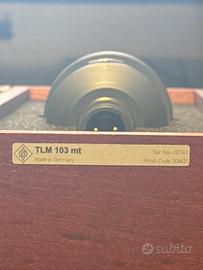 TLM 103 mt
Made in Germany
Ser. No.
Prod.-Code
subito